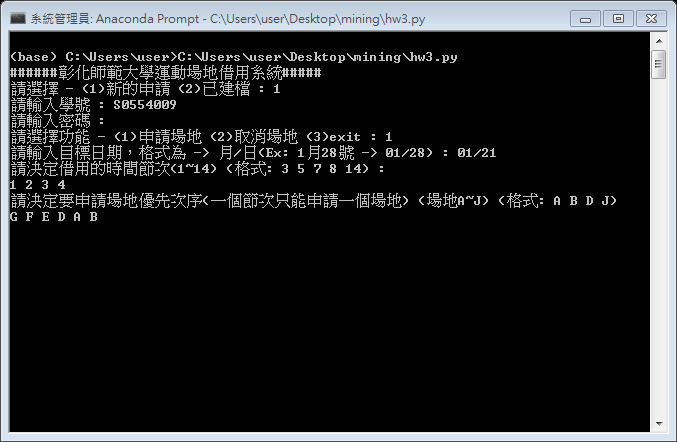 系統管理員: Anaconda Prompt - C:\Users\user\Desktop\mining\hw3.py
(base) C:\Users\user>C:\Users\user\Desktop\mining\hw3.py
######彰化師範大學運動場地借用系統#####
請選擇 - (1)新的申請 (2)已建檔 : 1
請輸入學號 : S0554009
請輸入密碼 :
請選擇功能 - (1)申請場地 (2)取消場地 (3)exit : 1
請輸入目標日期，格式為 -> 月/日(Ex: 1月28號 -> 01/28) : 01/21
請決定借用的時間節次(1~14) (格式: 3 5 7 8 14) :
1 2 3 4
請決定要申請場地優先次序(一個節次只能申請一個場地) (場地A~J) (格式: A B D J)
G F E D A B